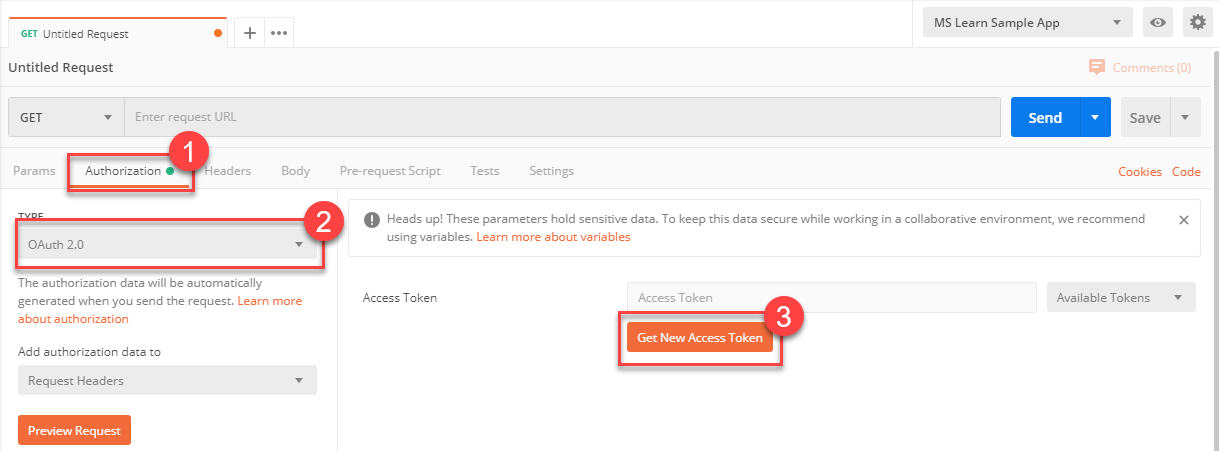 GET Untitled Request
MS Learn Sample App
Untitled Request
Comments (0)
GET
Enter request URL
Send
Save
1
Params
Authorization
Headers
Body
Pre-request Script
Tests
Settings
Cookies
Code
TYPE
2
OAuth 2.0
The authorization data will be automatically
generated when you send the request. Learn more
about authorization
Add authorization data to
Request Headers
Preview Request
Heads up! These parameters hold sensitive data. To keep this data secure while working in a collaborative environment, we recommend
using variables. Learn more about variables
Access Token
Access Token
Available Tokens
3
Get New Access Token